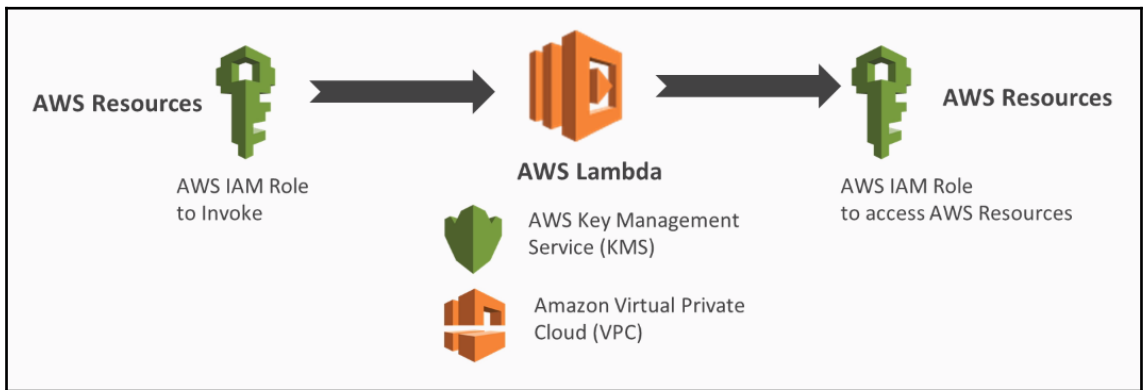 AWS Resources
AWS IAM Role
to Invoke
AWS Lambda
AWS Key Management
Service (KMS)
Amazon Virtual Private
Cloud (VPC)
AWS Resources
AWS IAM Role
to access AWS Resources